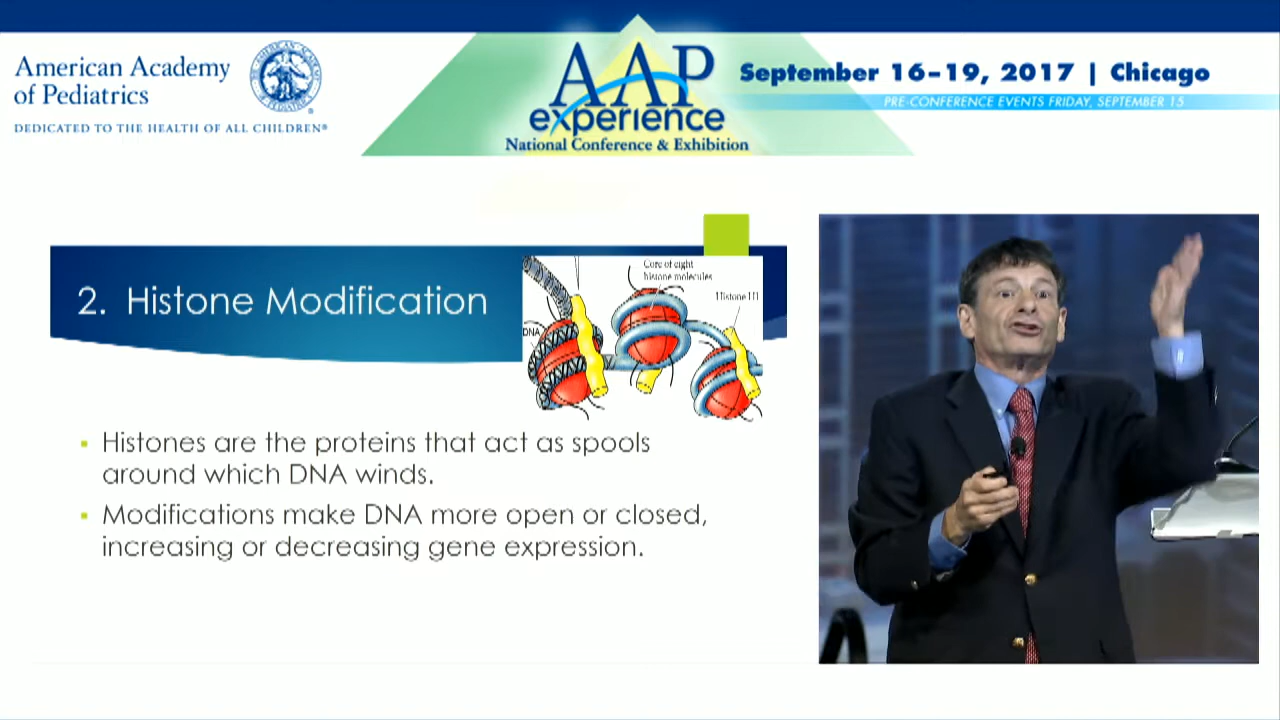 American Academy
of Pediatrics
DEDICATED TO THE HEALTH OF ALL CHILDREN®
AAP
experience
National Conference & Exhibition
September 16–19, 2017 | Chicago
PRE-CONFERENCE EVENTS FRIDAY, SEPTEMBER 15
2. Histone Modification
Core of eight
histone molecules
Histone H1
DNA
▪ Histones are the proteins that act as spools
around which DNA winds.
▪ Modifications make DNA more open or closed,
increasing or decreasing gene expression.